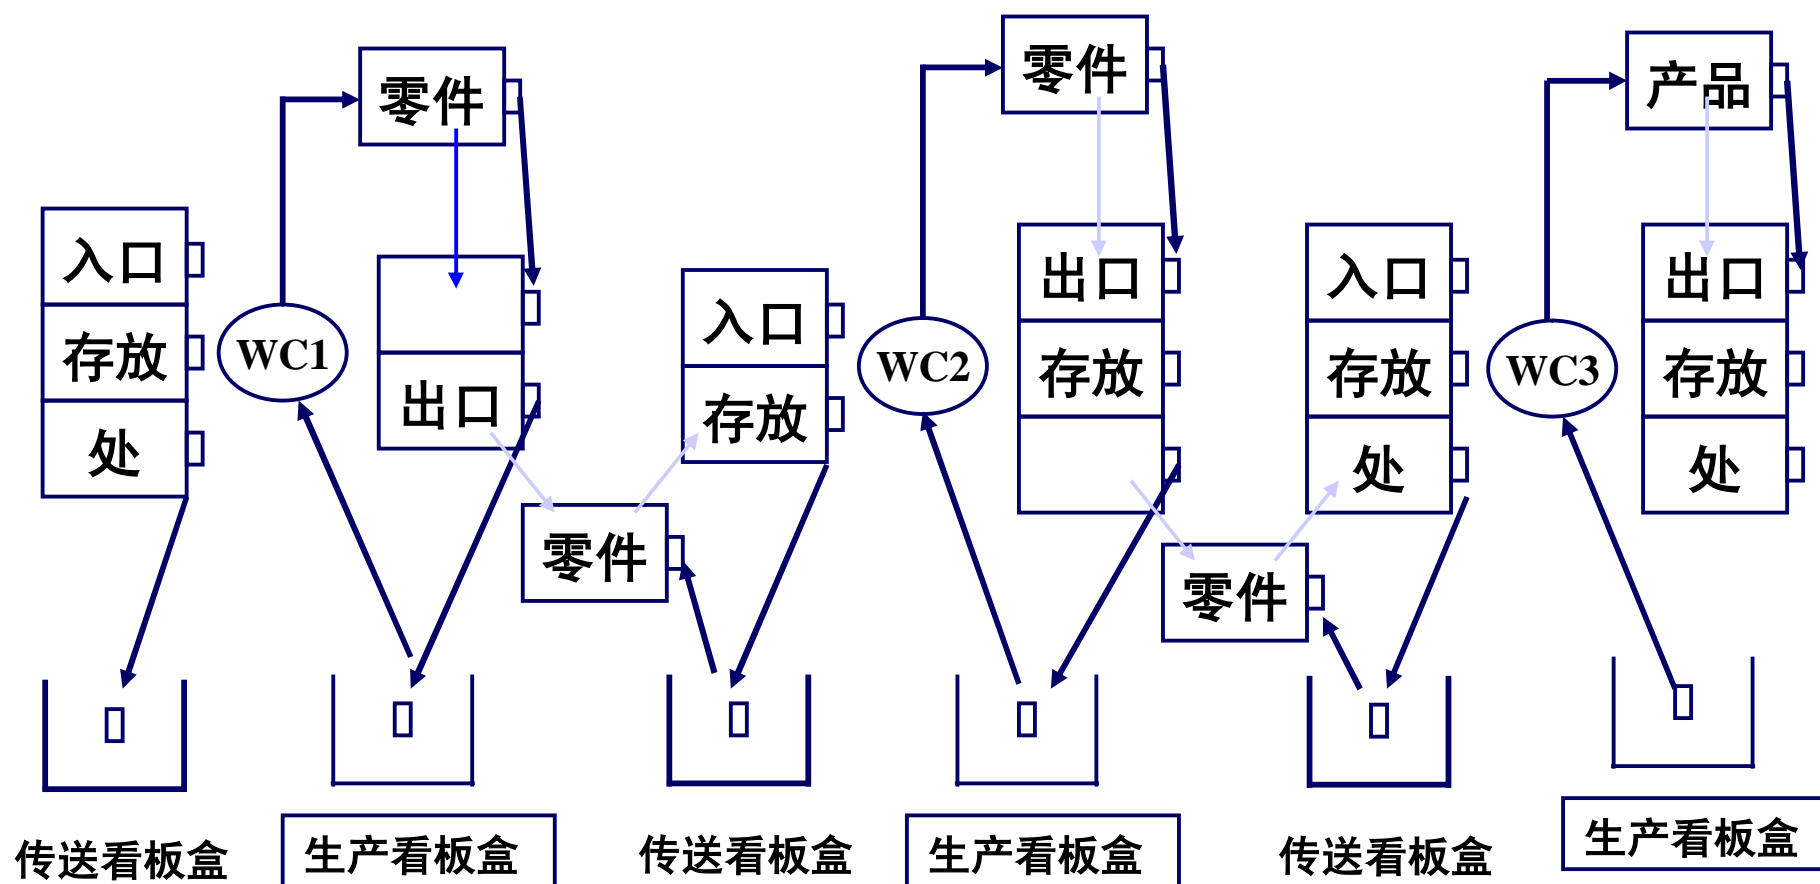 零件
零件
产品
入口
存放
处
WC1
出口
入口
存放
WC2
出口
存放
入口
存放
处
WC3
出口
存放
处
零件
零件
传送看板盒
生产看板盒
传送看板盒
生产看板盒
传送看板盒
生产看板盒